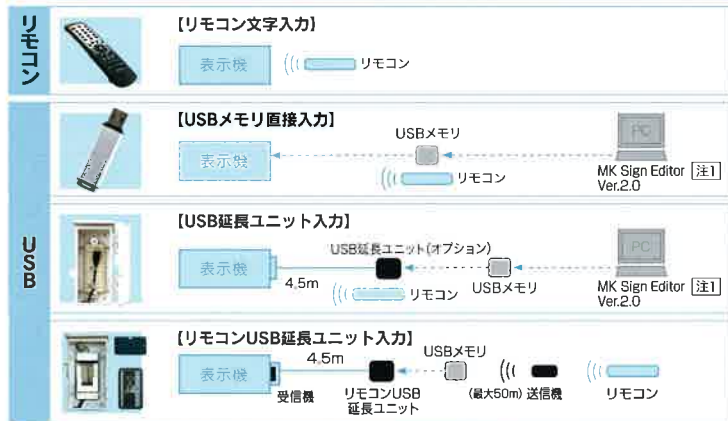 リモコン
【リモコン文字入力】
表示機
リモコン
USB
【USBメモリ直接入力】
USBメモリ
PC
表示機
リモコン
MK Sign Editor 注1
Ver.2.0
【USB延長ユニット入力】
USB延長ユニット(オプション)
PC
表示機
4.5m
リモコン
USBメモリ
MK Sign Editor 注1
Ver.2.0
【リモコンUSB延長ユニット入力】
4.5m
USBメモリ
表示機
受信機
リモコンUSB
延長ユニット
(最大50m) 送信機
リモコン